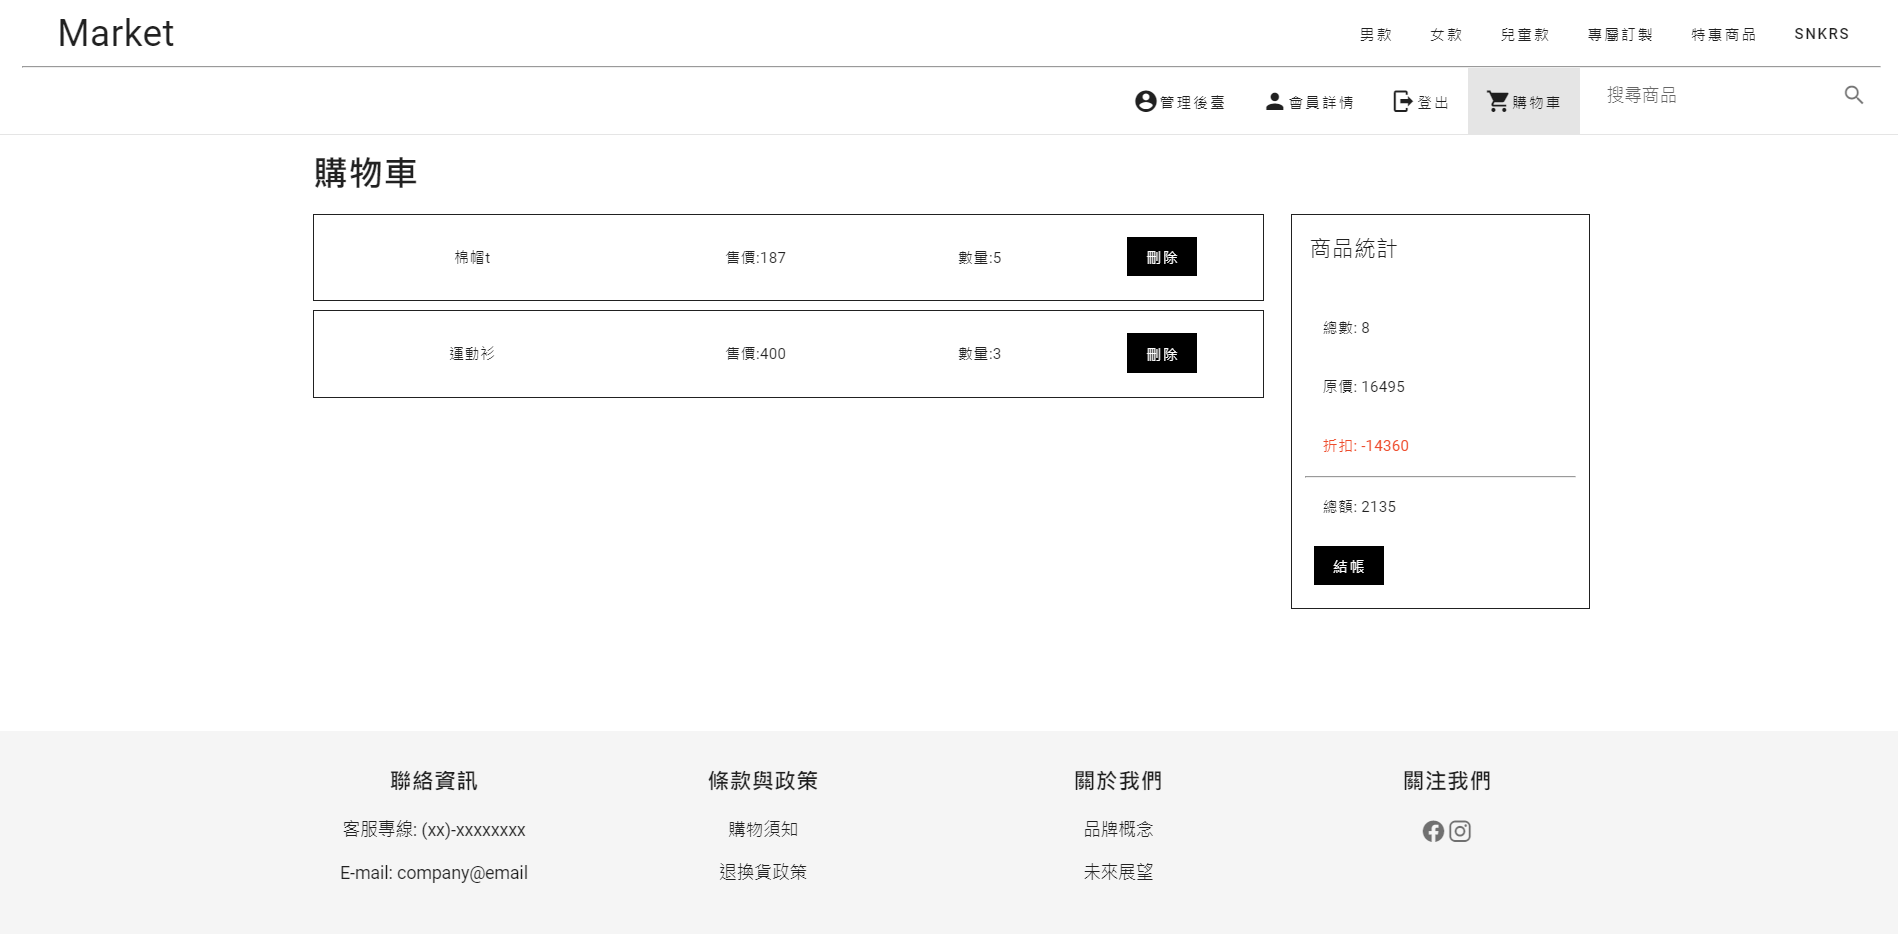 Market
男款 女款 兒童款 專屬訂製 特惠商品 SNKRS
管理後臺 會員詳情 登出 購物車 搜尋商品
購物車
棉帽t 售價:187 數量:5 刪除
運動衫 售價:400 數量:3 刪除
商品統計
總數: 8
原價: 16495
折扣: -14360
總額: 2135
結帳
聯絡資訊 條款與政策 關於我們 關注我們
客服專線: (xx)-xxxxxxxx 購物須知 品牌概念
E-mail: company@email 退換貨政策 未來展望